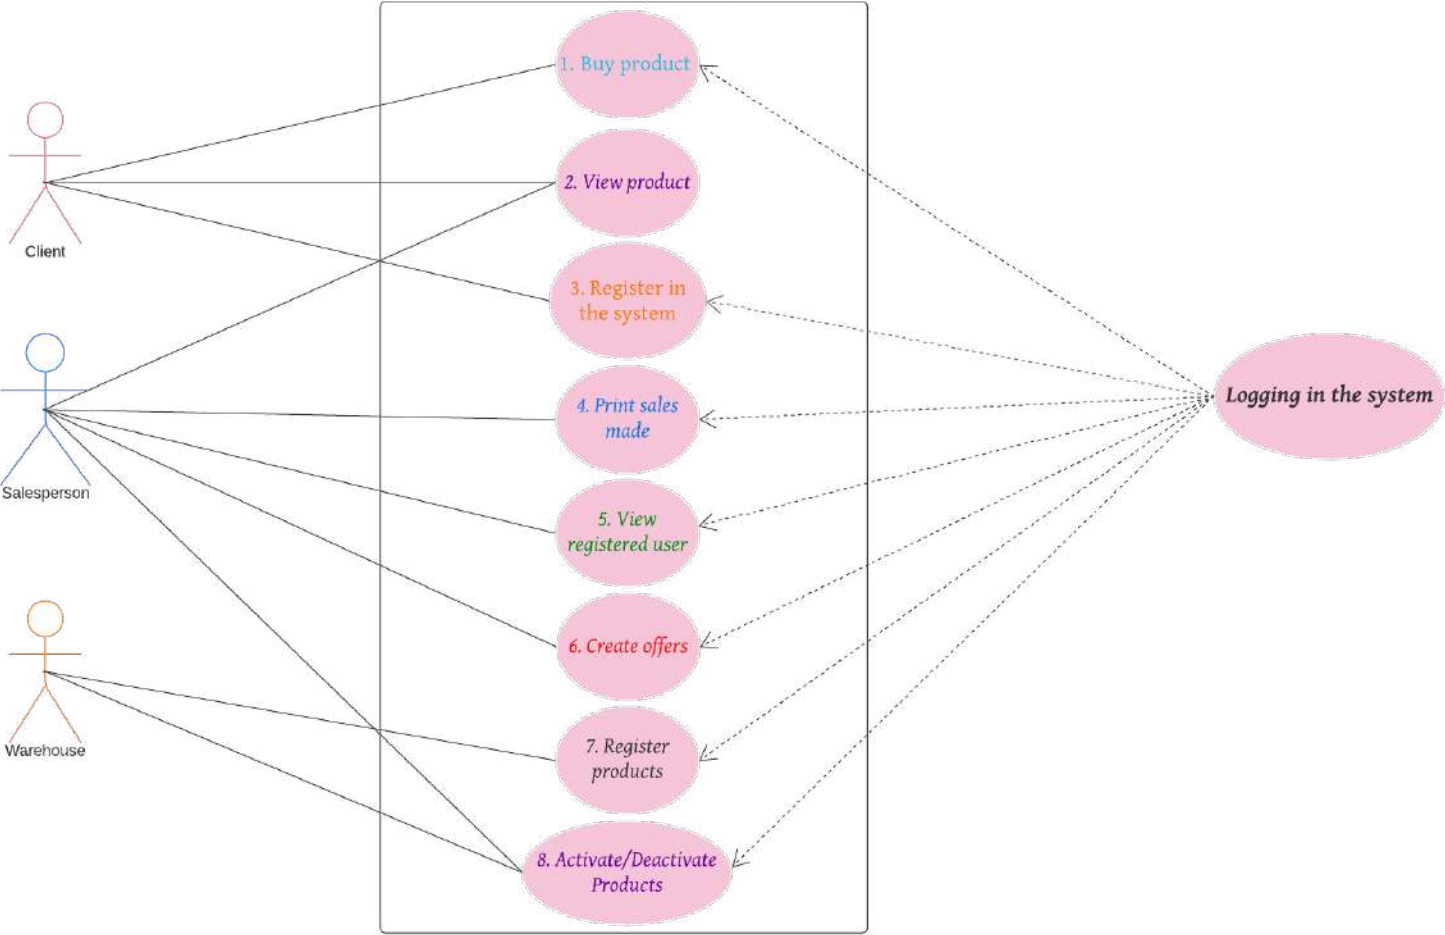 1. Buy product
2. View product
Client
3. Register in
the system
4. Print sales
made
Logging in the system
Salesperson
5. View
registered user
6. Create offers
Warehouse
7. Register
products
8. Activate/Deactivate
Products